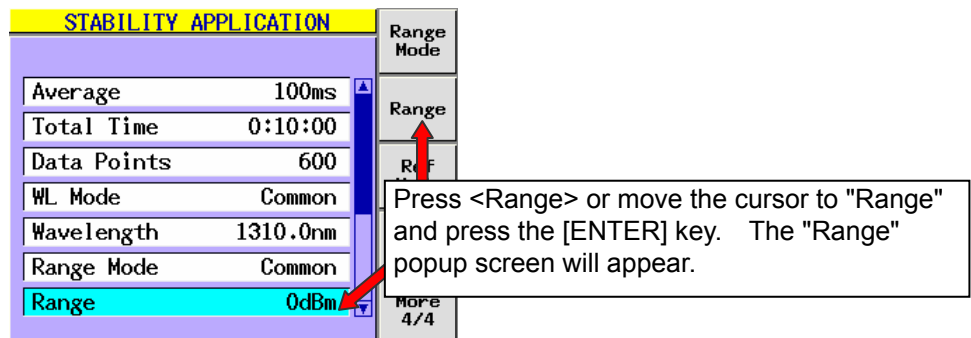 STABILITY APPLICATION
Average 100ms
Total Time 0:10:00
Data Points 600
WL Mode Common
Wavelength 1310.0nm
Range Mode Common
Range 0dBm
Range
Mode
Range
Press <Range> or move the cursor to "Range"
and press the [ENTER] key. The "Range"
popup screen will appear.
More
4/4